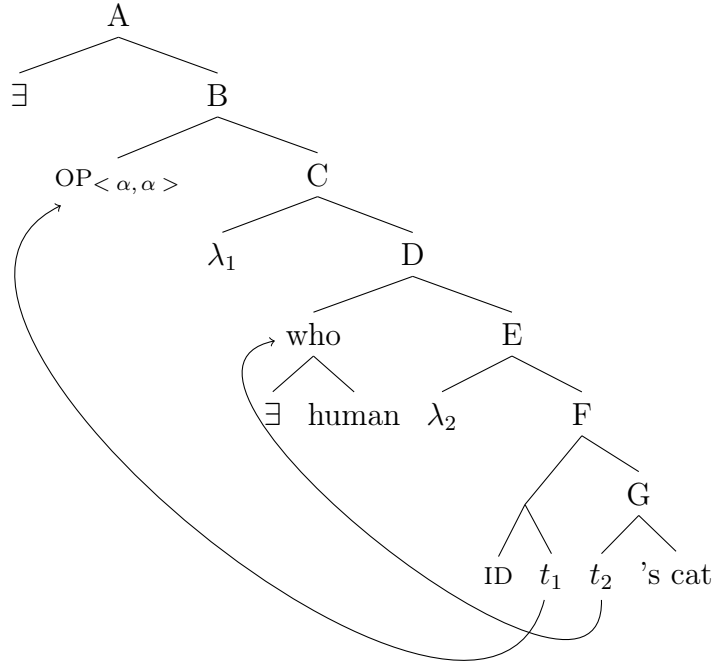 A
∃ B
OP<α,α> C
λ1 D
who E
∃ human λ2 F
G
ID t1 t2 's cat